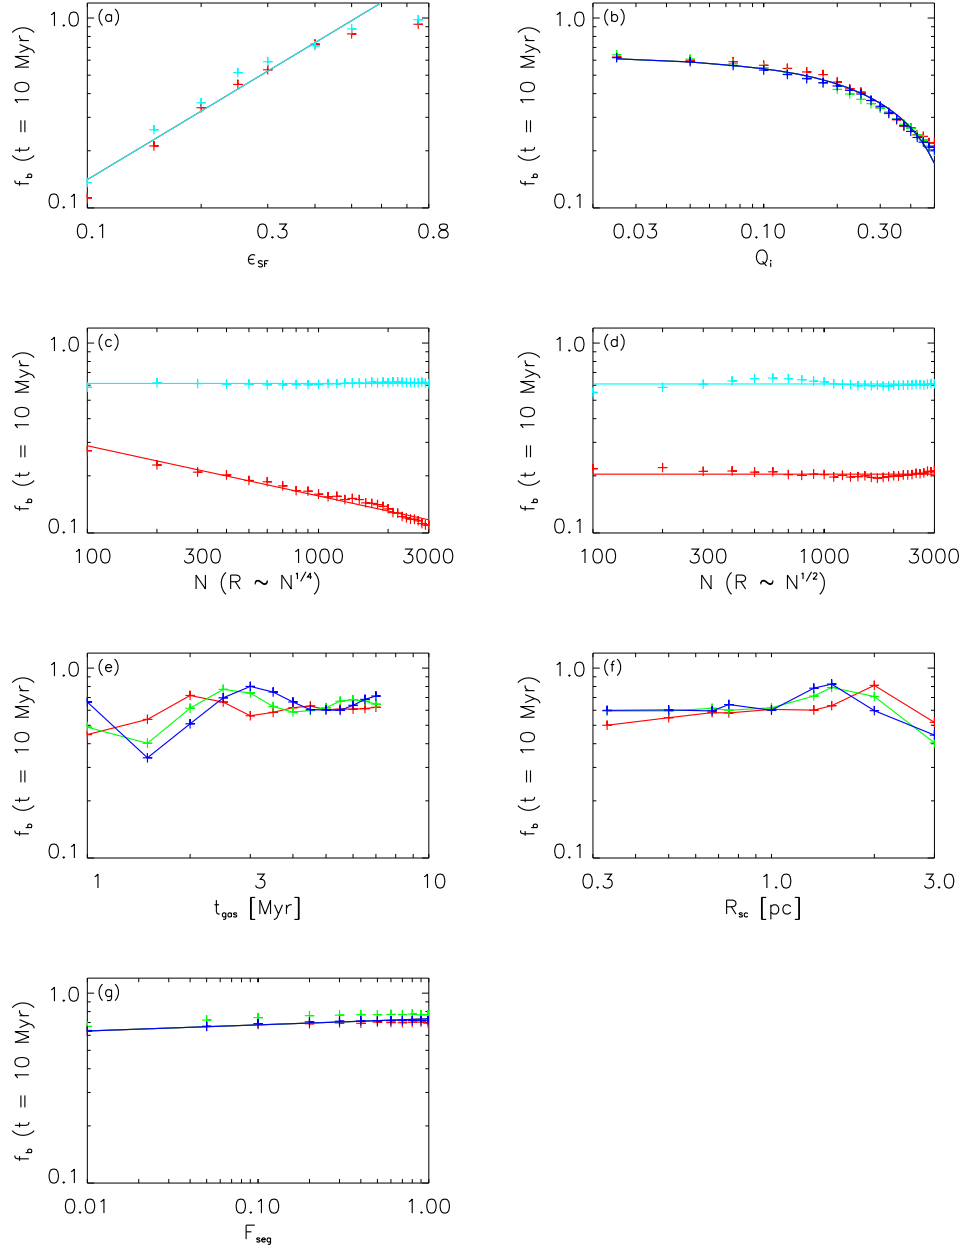 (a)
1.0
0.1
f_b (t = 10 Myr)
0.1 0.3 0.8
ϵ_SF
(b)
1.0
0.1
f_b (t = 10 Myr)
0.03 0.10 0.30
Q_i
(c)
1.0
0.1
f_b (t = 10 Myr)
100 300 1000 3000
N (R ~ N^1/4)
(d)
1.0
0.1
f_b (t = 10 Myr)
100 300 1000 3000
N (R ~ N^1/2)
(e)
1.0
0.1
f_b (t = 10 Myr)
1 3 10
t_gas [Myr]
(f)
1.0
0.1
f_b (t = 10 Myr)
0.3 1.0 3.0
R_sc [pc]
(g)
1.0
0.1
f_b (t = 10 Myr)
0.01 0.10 1.00
F_seg